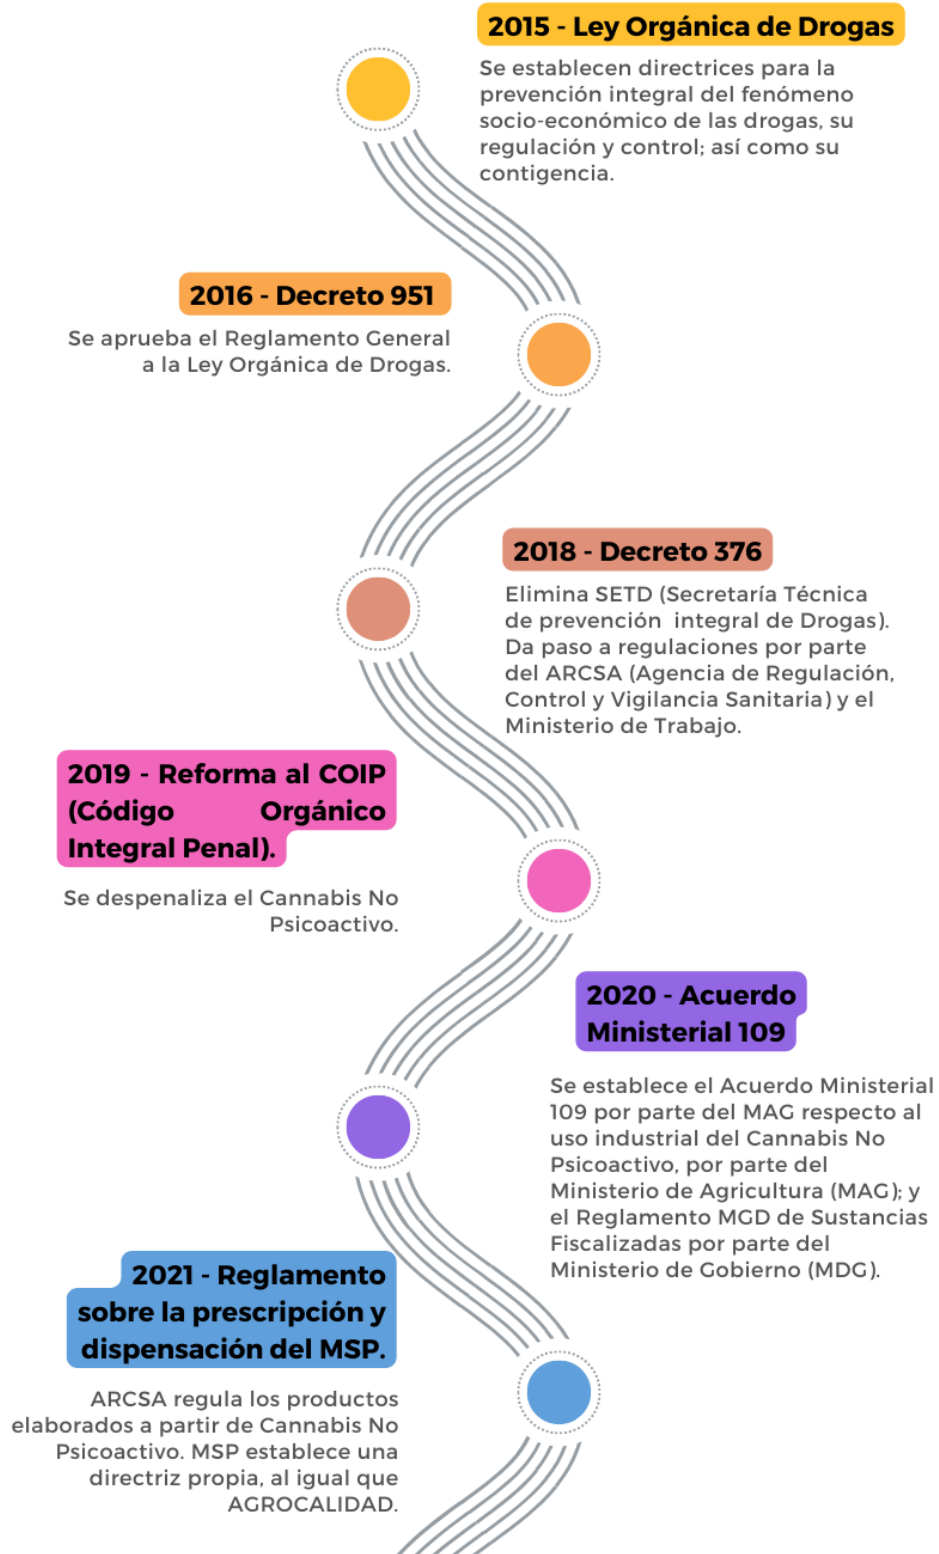 2015 - Ley Orgánica de Drogas
Se establecen directrices para la
prevención integral del fenómeno
socio-económico de las drogas, su
regulación y control; así como su
contigencia.
2016 - Decreto 951
Se aprueba el Reglamento General
a la Ley Orgánica de Drogas.
2018 - Decreto 376
Elimina SETD (Secretaría Técnica
de prevención integral de Drogas).
Da paso a regulaciones por parte
del ARCSA (Agencia de Regulación,
Control y Vigilancia Sanitaria) y el
Ministerio de Trabajo.
2019 - Reforma al COIP
(Código Orgánico
Integral Penal).
Se despenaliza el Cannabis No
Psicoactivo.
2020 - Acuerdo
Ministerial 109
Se establece el Acuerdo Ministerial
109 por parte del MAG respecto al
uso industrial del Cannabis No
Psicoactivo, por parte del
Ministerio de Agricultura (MAG); y
el Reglamento MGD de Sustancias
Fiscalizadas por parte del
Ministerio de Gobierno (MDG).
2021 - Reglamento
sobre la prescripción y
dispensación del MSP.
ARCSA regula los productos
elaborados a partir de Cannabis No
Psicoactivo. MSP establece una
directriz propia, al igual que
AGROCALIDAD.